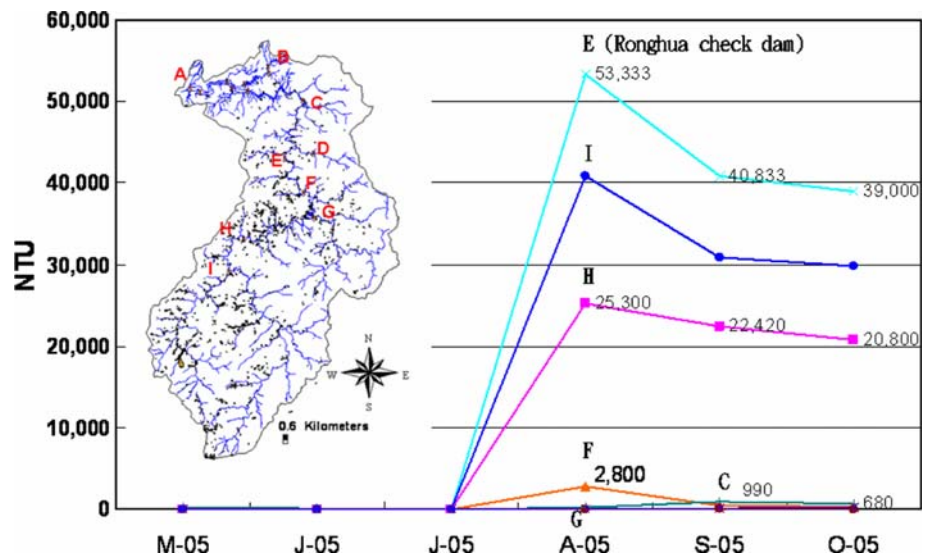 60,000
50,000
40,000
30,000
20,000
10,000
0
NTU
A
B
C
D
E
F
G
H
I
N
W E
S
0.6 Kilometers
E (Ronghua check dam)
53,333
40,833
39,000
I
H
25,300
22,420
20,800
F
2,800
C
990
680
G
M-05 J-05 J-05 A-05 S-05 O-05